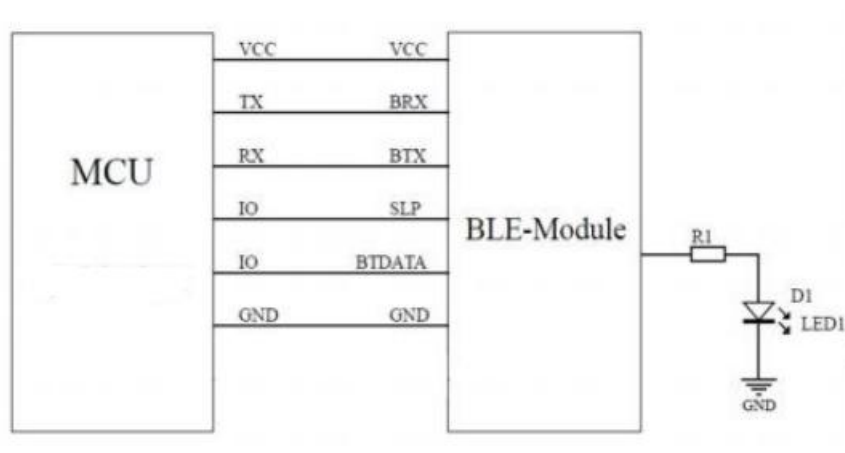 VCC VCC
TX BRX
MCU
RX BTX
IO SLP
BLE-Module
R1
IO BTDATA
D1
GND GND
LED1
GND